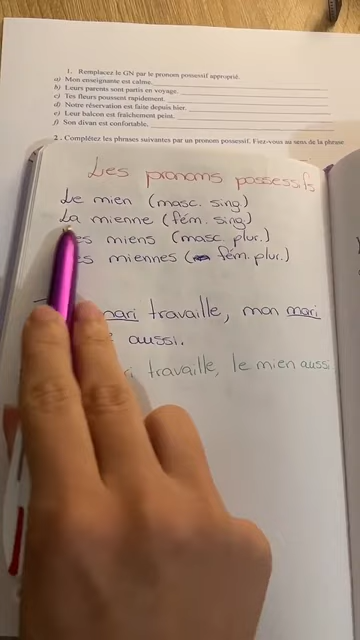 1. Remplacez le GN par le pronom possessif approprié.
a) Mon enseignante est calme.
b) Leurs parents sont partis en voyage.
c) Tes fleurs poussent rapidement.
d) Notre réservation est faite depuis hier.
e) Leur balcon est fraîchement peint.
f) Son divan est confortable.
2. Complétez les phrases suivantes par un pronom possessif. Fiez-vous au sens de la phrase
Les pronoms possessifs
Le mien (masc. sing.)
La mienne (fém. sing.)
es miens (masc. plur.)
es miennes (fém. plur.)
mari travaille, mon mari
aussi.
travaille, le mien aussi